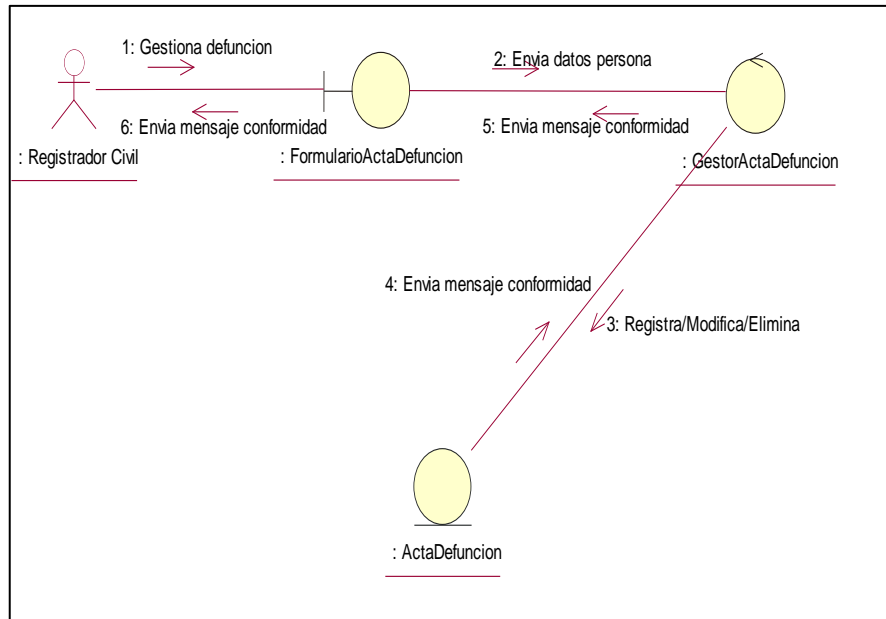 1: Gestiona defuncion
2: Envia datos persona
6: Envia mensaje conformidad
5: Envia mensaje conformidad
: Registrador Civil
: FormularioActaDefuncion
: GestorActaDefuncion
4: Envia mensaje conformidad
3: Registra/Modifica/Elimina
: ActaDefuncion